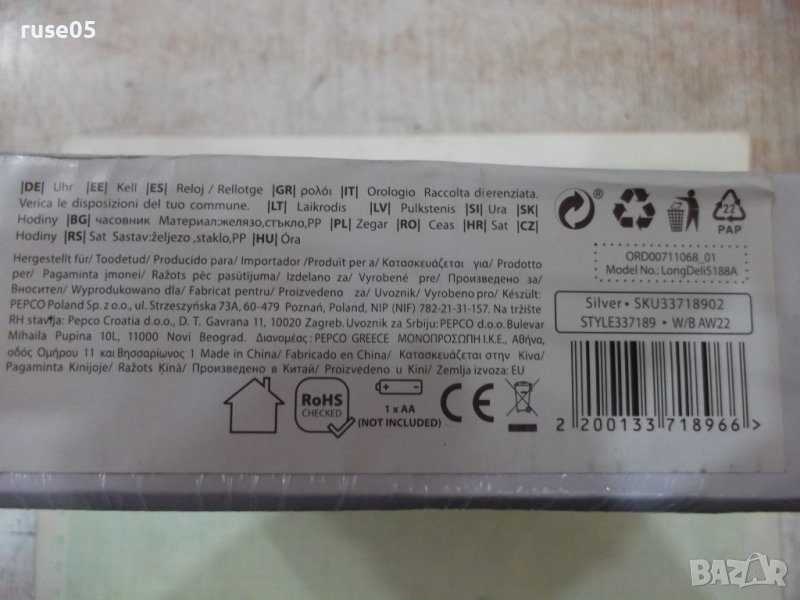 ruse05
|DE| Uhr |EE| Kell |ES| Reloj / Rellotge |GR| ρολόι |IT| Orologio Raccolta differenziata.
Verica le disposizioni del tuo commune. |LT| Laikrodis |LV| Pulkstenis |SI| Ura |SK|
Hodiny |BG| часовник Материал:желязо,стъкло,PP |PL| Zegar |RO| Ceas |HR| Sat |CZ|
Hodiny |RS| Sat Sastav:željezo ,staklo,PP |HU| Óra
Hergestellt für/ Toodetud/ Producido para/ Importador /Produit per a/ Κατασκευάζεται για/ Prodotto
per/ Pagaminta įmonei/ Ražots pēc pasūtījuma/ Izdelano za/ Vyrobené pre/ Произведено за/
Вносител/ Wyprodukowano dla/ Fabricat pentru/ Proizvedeno za/ Uvoznik/ Vyrobeno pro/ Készült:
PEPCO Poland Sp. z o.o., ul. Strzeszyńska 73A, 60-479 Poznań, Poland, NIP (NIF) 782-21-31-157. Na tržište
RH stavlja: Pepco Croatia d.o.o., D. T. Gavrana 11, 10020 Zagreb.Uvoznik za Srbiju: PEPCO d.o.o. Bulevar
Mihaila Pupina 10L, 11000 Novi Beograd. Διανομέας : PEPCO GREECE ΜΟΝΟΠΡΟΣΩΠΗ Ι.Κ.Ε., Αθήνα,
οδός Ομήρου 11 και Βησσαρίωνος 1 Made in China/ Fabricado en China/ Κατασκευάζεται στην Κίνα/
Pagaminta Kinijoje/ Ražots Ķīnā/ Произведено в Китай/ Proizvedeno u Kini/ Zemlja izvoza: EU
RoHS
CHECKED
1 x AA
(NOT INCLUDED)
CE
®
22
PAP
ORD00711068_01
Model No.:LongDeli5188A
Silver • SKU33718902
STYLE337189 • W/B AW22
2 200133 718966 >
BAZAR